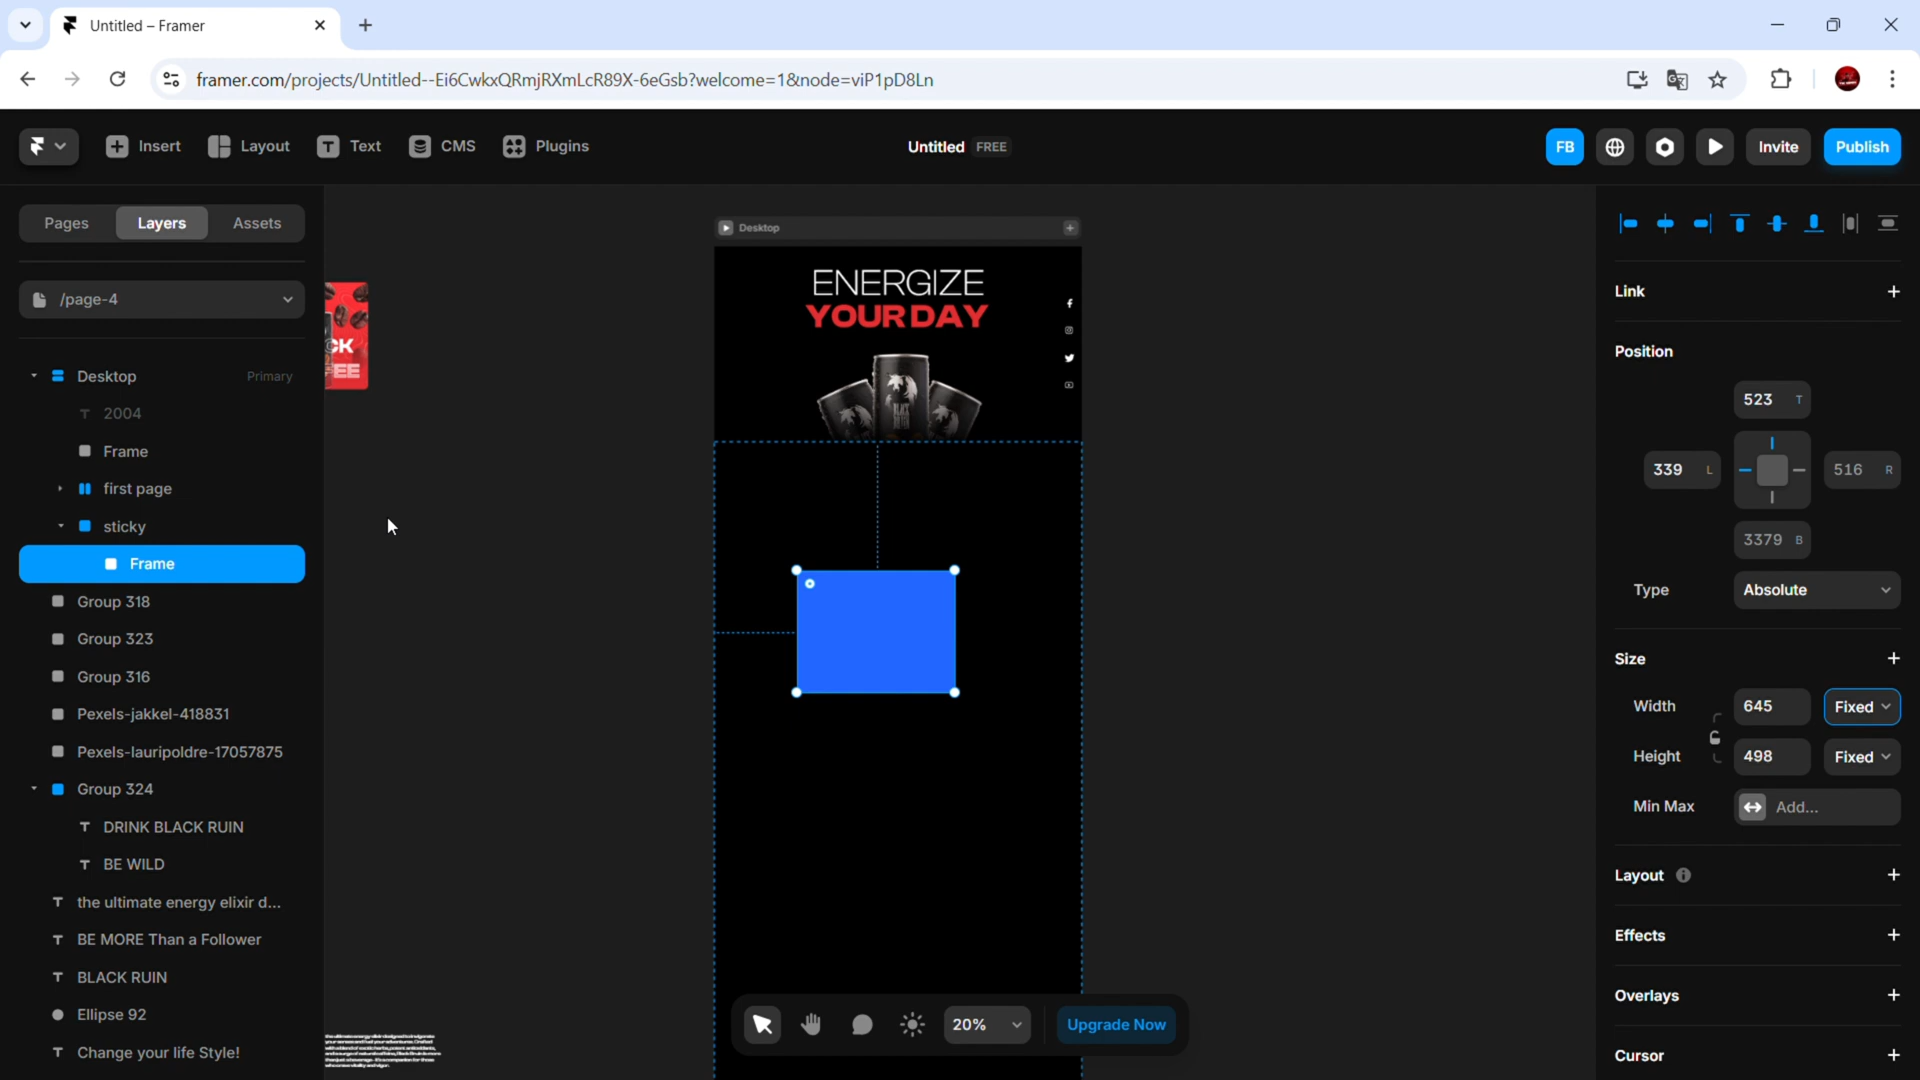 Untitled – Framer
framer.com/projects/Untitled--Ei6CwkxQRmjRXmLcR89X-6eGsb?welcome=1&node=viP1pD8Ln
Insert
Layout
Text
CMS
Plugins
Untitled FREE
FB
Invite
Publish
Pages
Layers
Assets
/page-4
Desktop
Primary
2004
Frame
first page
sticky
Frame
Group 318
Group 323
Group 316
Pexels-jakkel-418831
Pexels-lauripoldre-17057875
Group 324
DRINK BLACK RUIN
BE WILD
the ultimate energy elixir d...
BE MORE Than a Follower
BLACK RUIN
Ellipse 92
Change your life Style!
CK
EE
Desktop
ENERGIZE
YOUR DAY
20%
Upgrade Now
Link
Position
523 T
339 L
516 R
3379 B
Type
Absolute
Size
Width
645
Fixed
Height
498
Fixed
Min Max
Add...
Layout
Effects
Overlays
Cursor